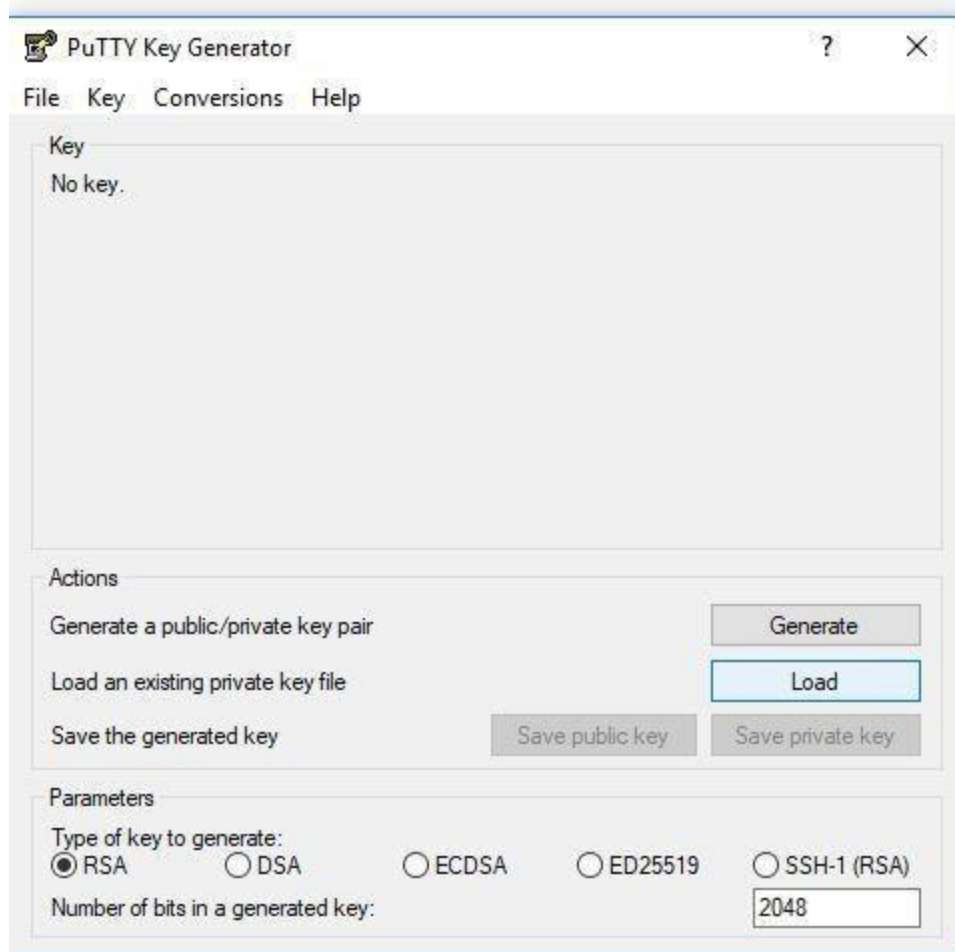 PuTTY Key Generator ?
File Key Conversions Help
Key
No key.
Actions
Generate a public/private key pair Generate
Load an existing private key file Load
Save the generated key Save public key Save private key
Parameters
Type of key to generate:
RSA DSA ECDSA ED25519 SSH-1 (RSA)
Number of bits in a generated key: 2048